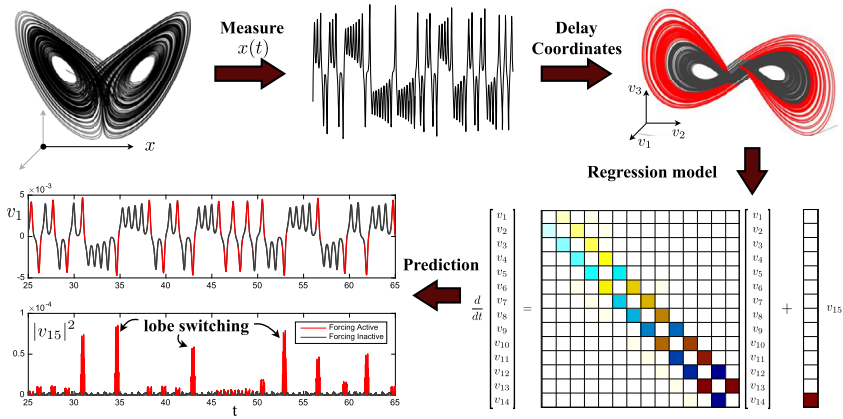 Measure
x(t)
Delay
Coordinates
x
v₃
v₂
v₁
Regression model
×10⁻³
5
0
-5
v₁
25 30 35 40 45 50 55 60 65
Prediction
×10⁻⁴
1
0.5
0
|v₁₅|²
lobe switching
Forcing Active
Forcing Inactive
25 30 35 40 45 50 55 60 65
t
d/dt
v₁
v₂
v₃
v₄
v₅
v₆
v₇
v₈
v₉
v₁₀
v₁₁
v₁₂
v₁₃
v₁₄
=
v₁
v₂
v₃
v₄
v₅
v₆
v₇
v₈
v₉
v₁₀
v₁₁
v₁₂
v₁₃
v₁₄
+
v₁₅